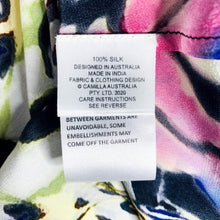 100% SILK
DESIGNED IN AUSTRALIA
MADE IN INDIA
FABRIC & CLOTHING DESIGN
© CAMILLA AUSTRALIA
PTY. LTD. 2020
CARE INSTRUCTIONS
SEE REVERSE
BETWEEN GARMENTS ARE
UNAVOIDABLE, SOME
EMBELLISHMENTS MAY
COME OFF THE GARMENT